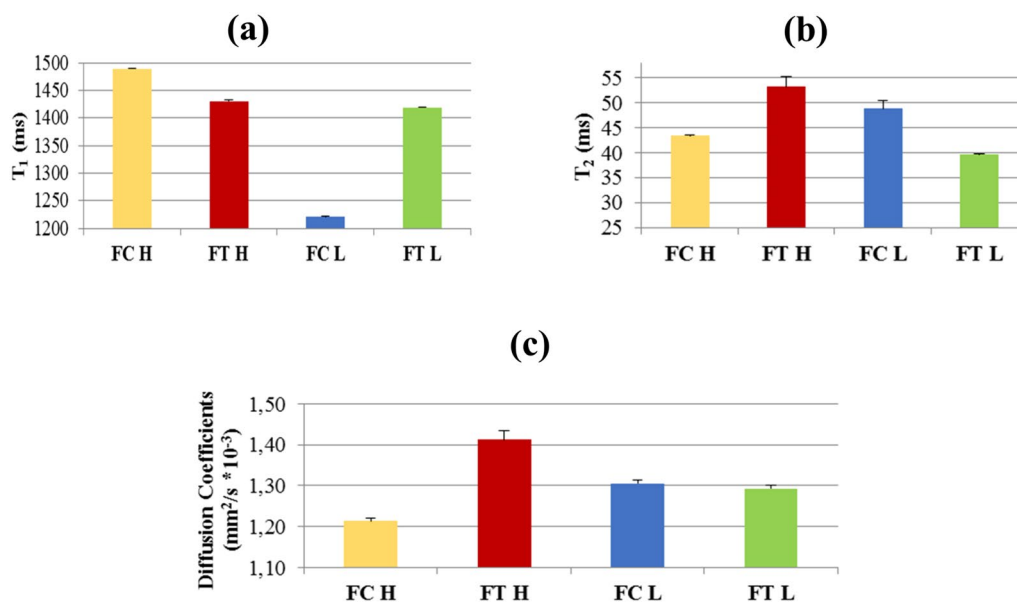 (a)
T₁ (ms)
1500
1450
1400
1350
1300
1250
1200
FC H FT H FC L FT L
(b)
T₂ (ms)
55
50
45
40
35
30
25
FC H FT H FC L FT L
(c)
Diffusion Coefficients
(mm²/s *10⁻³)
1,50
1,40
1,30
1,20
1,10
FC H FT H FC L FT L